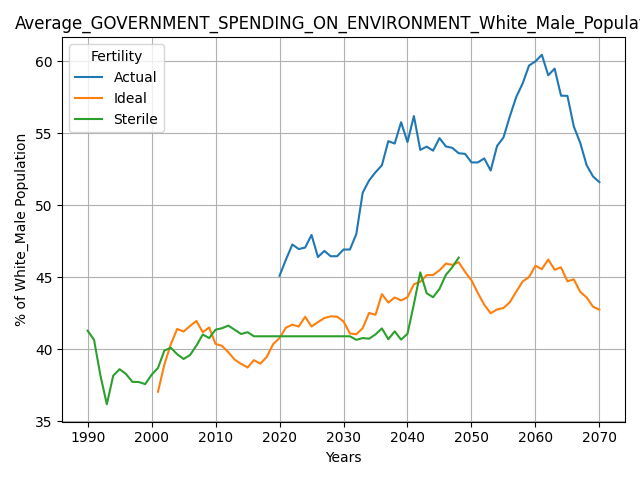 Average_GOVERNMENT_SPENDING_ON_ENVIRONMENT_White_Male_Populat
Fertility
Actual
Ideal
Sterile
% of White_Male Population
60
55
50
45
40
35
1990 2000 2010 2020 2030 2040 2050 2060 2070
Years